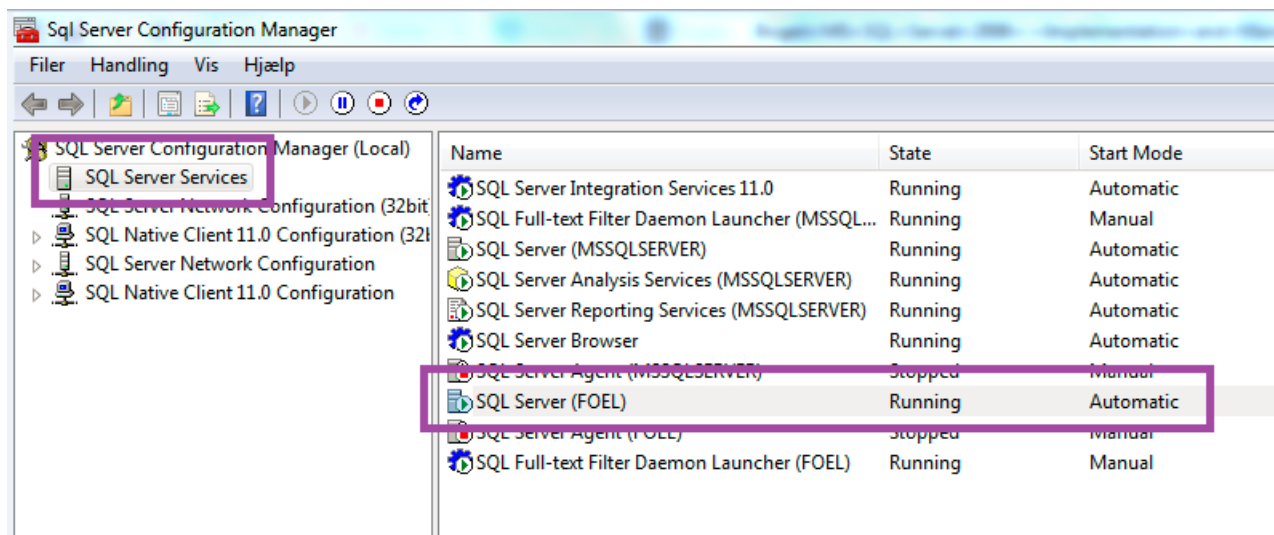 Sql Server Configuration Manager
Filer Handling Vis Hjælp
SQL Server Configuration Manager (Local)
SQL Server Services
SQL Server Network Configuration (32bit
SQL Native Client 11.0 Configuration (32b
SQL Server Network Configuration
SQL Native Client 11.0 Configuration
Name State Start Mode
SQL Server Integration Services 11.0 Running Automatic
SQL Full-text Filter Daemon Launcher (MSSQL... Running Manual
SQL Server (MSSQLSERVER) Running Automatic
SQL Server Analysis Services (MSSQLSERVER) Running Automatic
SQL Server Reporting Services (MSSQLSERVER) Running Automatic
SQL Server Browser Running Automatic
SQL Server Agent (MSSQLSERVER) Stopped Manual
SQL Server (FOEL) Running Automatic
SQL Server Agent (FOEL) Stopped Manual
SQL Full-text Filter Daemon Launcher (FOEL) Running Manual